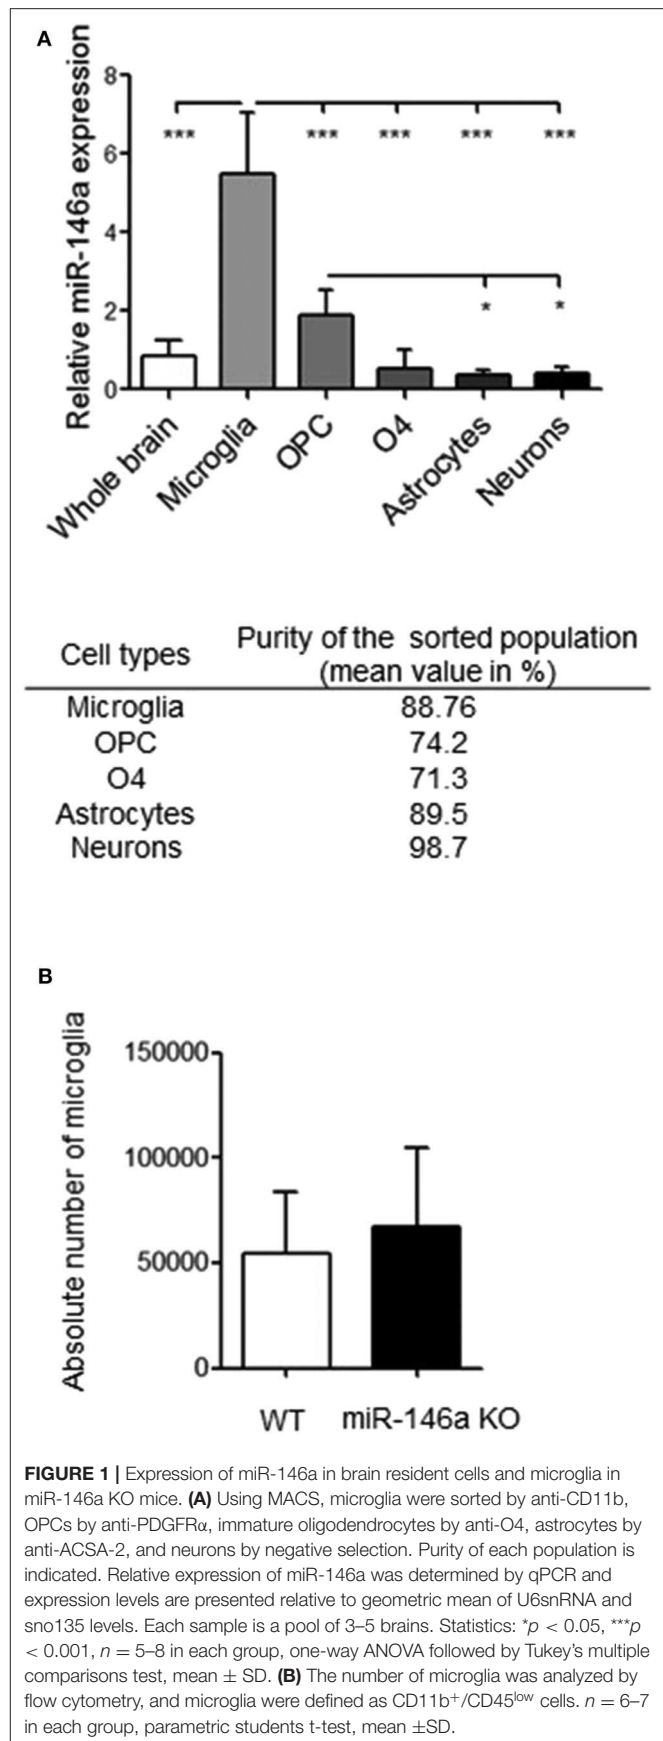 A
Relative miR-146a expression
8
6
4
2
0
*** *** *** *** ***
* *
Whole brain
Microglia
OPC
O4
Astrocytes
Neurons
Cell types Purity of the sorted population
(mean value in %)
Microglia 88.76
OPC 74.2
O4 71.3
Astrocytes 89.5
Neurons 98.7
B
Absolute number of microglia
150000
100000
50000
0
WT miR-146a KO
FIGURE 1 | Expression of miR-146a in brain resident cells and microglia in
miR-146a KO mice. (A) Using MACS, microglia were sorted by anti-CD11b,
OPCs by anti-PDGFRα, immature oligodendrocytes by anti-O4, astrocytes by
anti-ACSA-2, and neurons by negative selection. Purity of each population is
indicated. Relative expression of miR-146a was determined by qPCR and
expression levels are presented relative to geometric mean of U6snRNA and
sno135 levels. Each sample is a pool of 3–5 brains. Statistics: *p < 0.05, ***p
< 0.001, n = 5–8 in each group, one-way ANOVA followed by Tukey's multiple
comparisons test, mean ± SD. (B) The number of microglia was analyzed by
flow cytometry, and microglia were defined as CD11b+/CD45low cells. n = 6–7
in each group, parametric students t-test, mean ±SD.